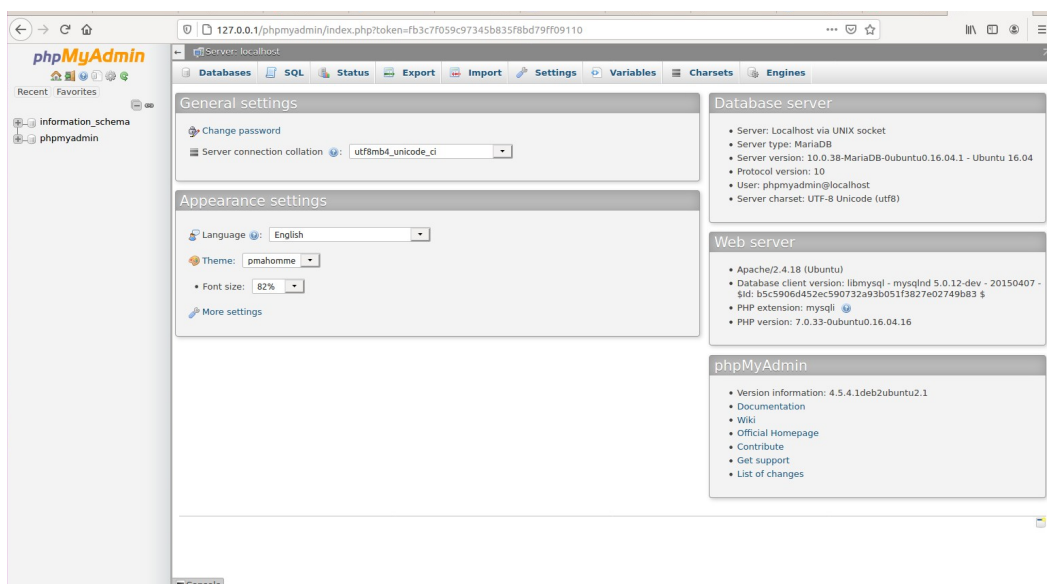 127.0.0.1/phpmyadmin/index.php?token=fb3c7f059c97345b835f8bd79ff09110
phpMyAdmin
Recent Favorites
information_schema
phpmyadmin
Server: localhost
Databases SQL Status Export Import Settings Variables Charsets Engines
General settings
Change password
Server connection collation : utf8mb4_unicode_ci
Appearance settings
Language : English
Theme: pmahomme
• Font size: 82%
More settings
Database server
• Server: Localhost via UNIX socket
• Server type: MariaDB
• Server version: 10.0.38-MariaDB-0ubuntu0.16.04.1 - Ubuntu 16.04
• Protocol version: 10
• User: phpmyadmin@localhost
• Server charset: UTF-8 Unicode (utf8)
Web server
• Apache/2.4.18 (Ubuntu)
• Database client version: libmysql - mysqlnd 5.0.12-dev - 20150407 -
$Id: b5c5906d452ec590732a93b051f3827e02749b83 $
• PHP extension: mysqli
• PHP version: 7.0.33-0ubuntu0.16.04.16
phpMyAdmin
• Version information: 4.5.4.1deb2ubuntu2.1
• Documentation
• Wiki
• Official Homepage
• Contribute
• Get support
• List of changes
Console